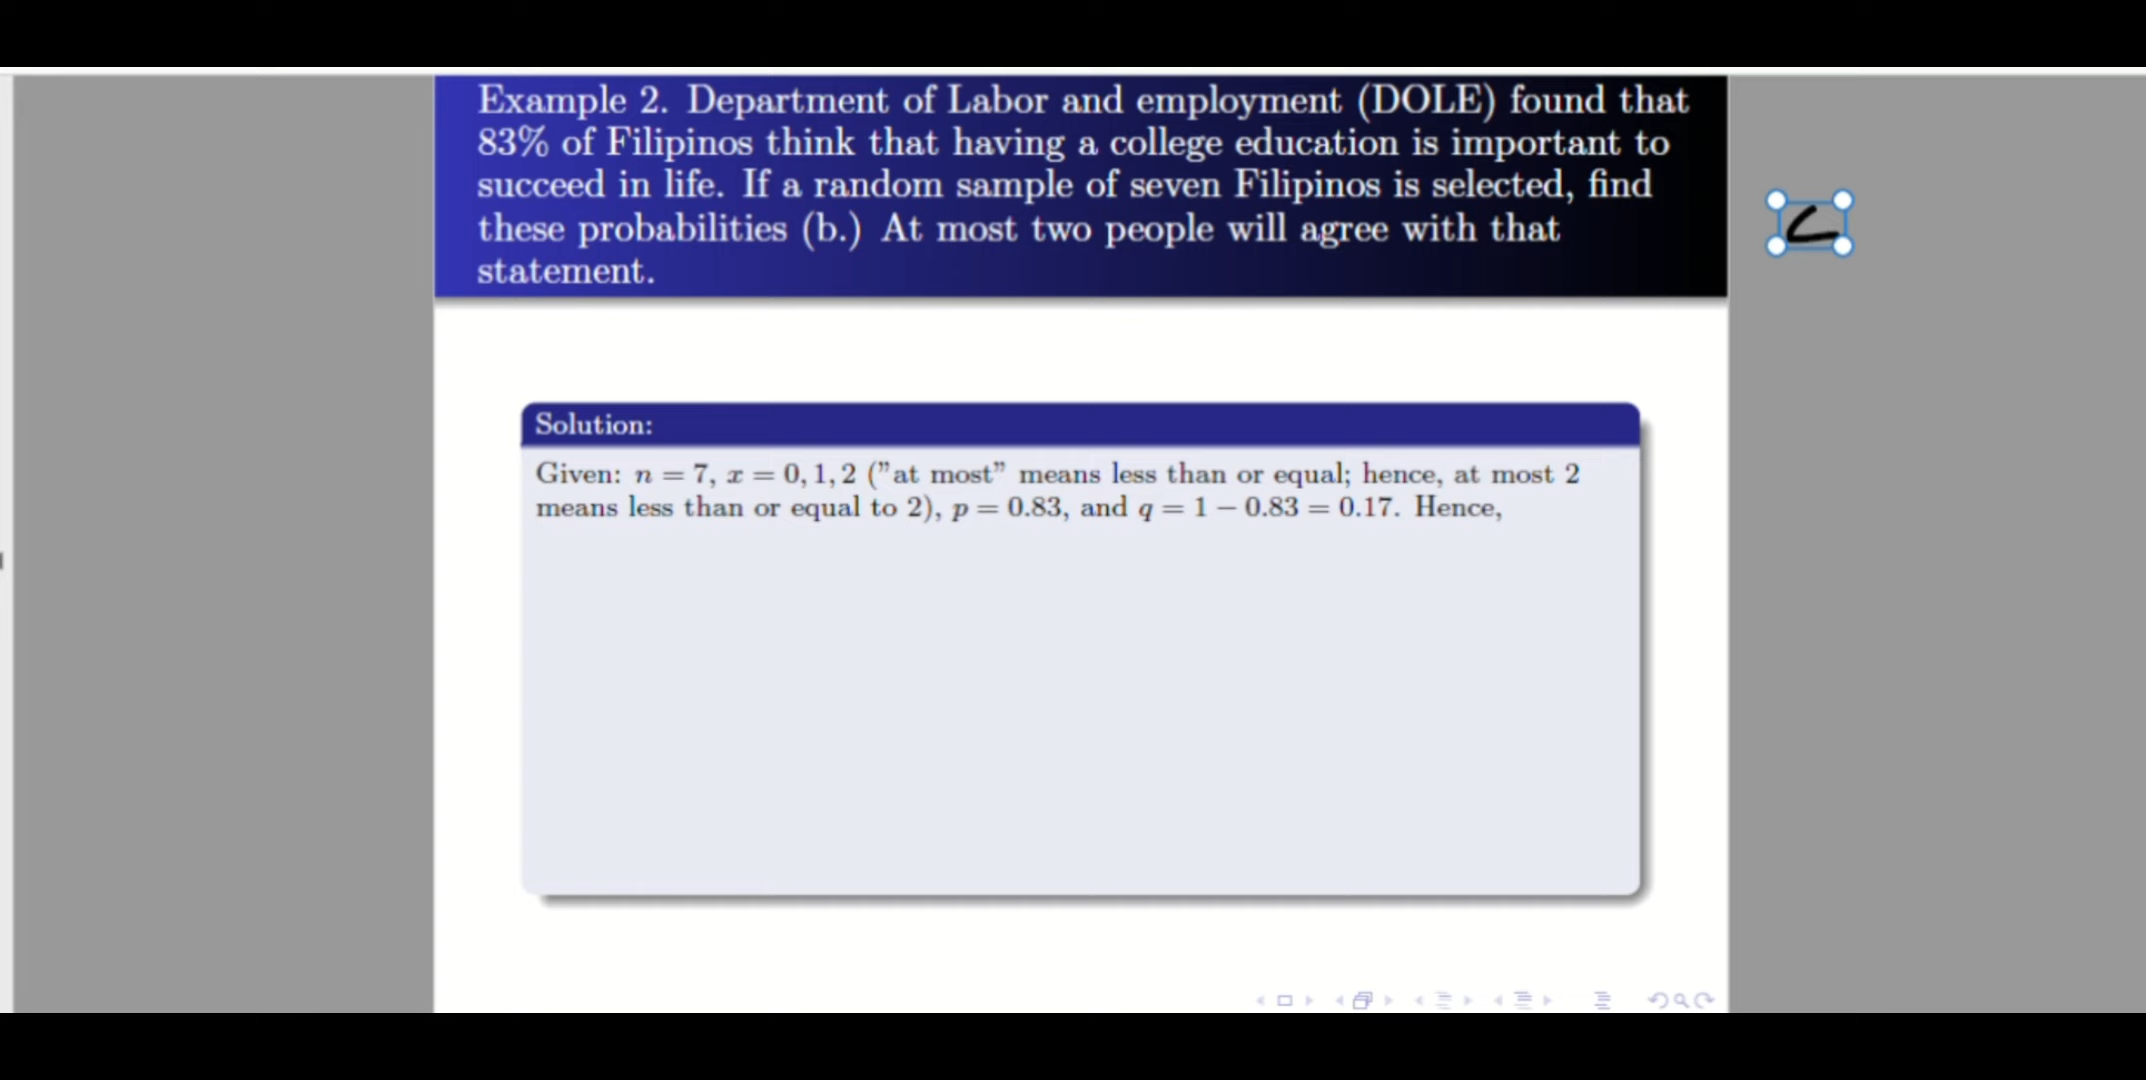 Example 2. Department of Labor and employment (DOLE) found that
83% of Filipinos think that having a college education is important to
succeed in life. If a random sample of seven Filipinos is selected, find
these probabilities (b.) At most two people will agree with that
statement.
Solution:
Given: n = 7, x = 0, 1, 2 ("at most" means less than or equal; hence, at most 2
means less than or equal to 2), p = 0.83, and q = 1 − 0.83 = 0.17. Hence,